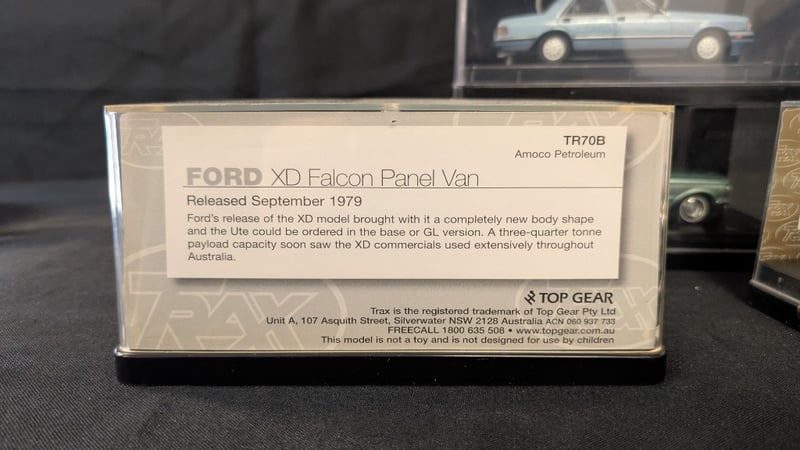 TR70B
Amoco Petroleum
FORD XD Falcon Panel Van
Released September 1979
Ford's release of the XD model brought with it a completely new body shape
and the Ute could be ordered in the base or GL version. A three-quarter tonne
payload capacity soon saw the XD commercials used extensively throughout
Australia.
TRAX
TOP GEAR
Trax is the registered trademark of Top Gear Pty Ltd
Unit A, 107 Asquith Street, Silverwater NSW 2128 Australia ACN 060 937 733
FREECALL 1800 635 508 • www.topgear.com.au
This model is not a toy and is not designed for use by children